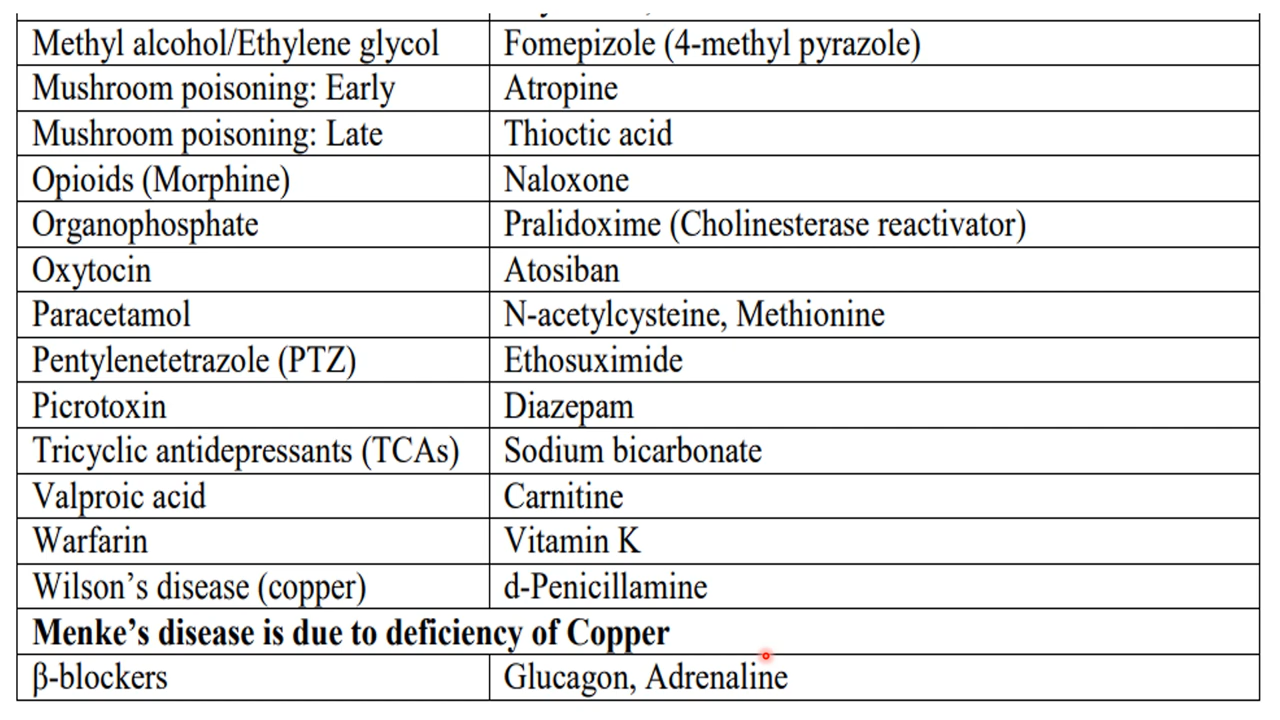 Methyl alcohol/Ethylene glycol Fomepizole (4-methyl pyrazole)
Mushroom poisoning: Early Atropine
Mushroom poisoning: Late Thioctic acid
Opioids (Morphine) Naloxone
Organophosphate Pralidoxime (Cholinesterase reactivator)
Oxytocin Atosiban
Paracetamol N-acetylcysteine, Methionine
Pentylenetetrazole (PTZ) Ethosuximide
Picrotoxin Diazepam
Tricyclic antidepressants (TCAs) Sodium bicarbonate
Valproic acid Carnitine
Warfarin Vitamin K
Wilson’s disease (copper) d-Penicillamine
Menke’s disease is due to deficiency of Copper
β-blockers Glucagon, Adrenaline